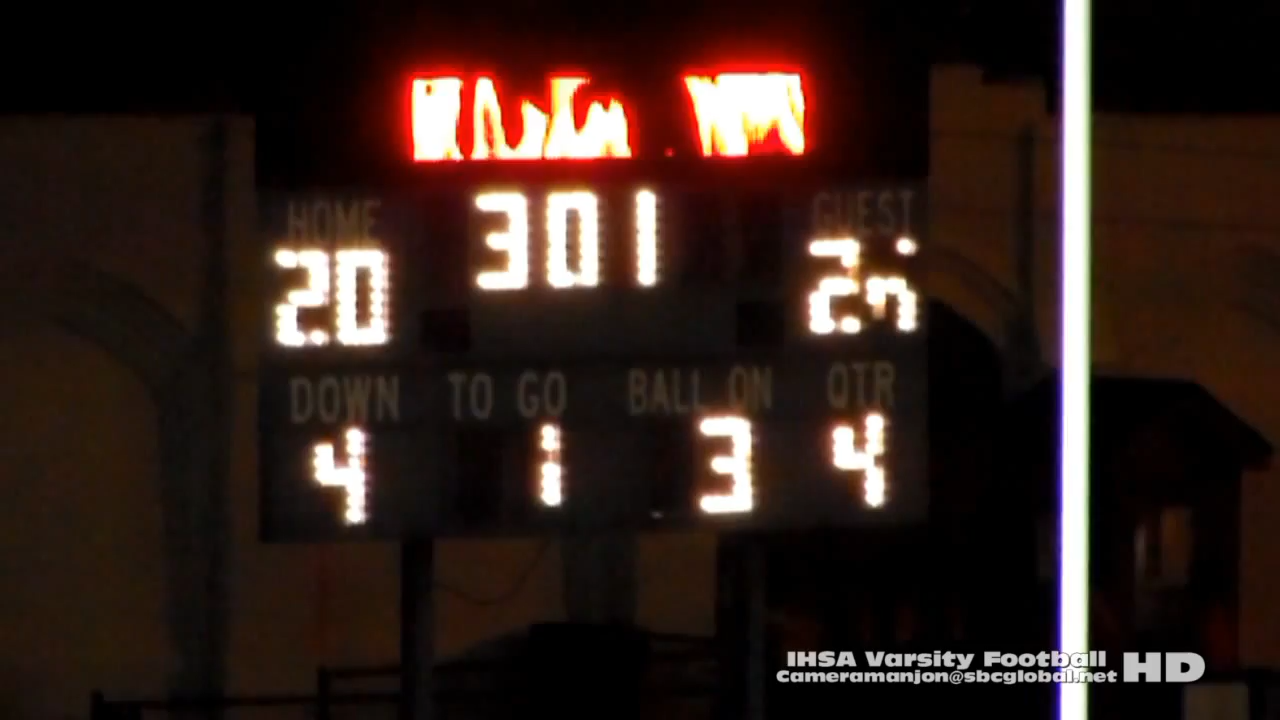 HOME 301 GUEST
20
DOWN TO GO BALL ON QTR
4 1 3 4
IHSA Varsity Football HD
Cameramanjon@sbcglobal.net